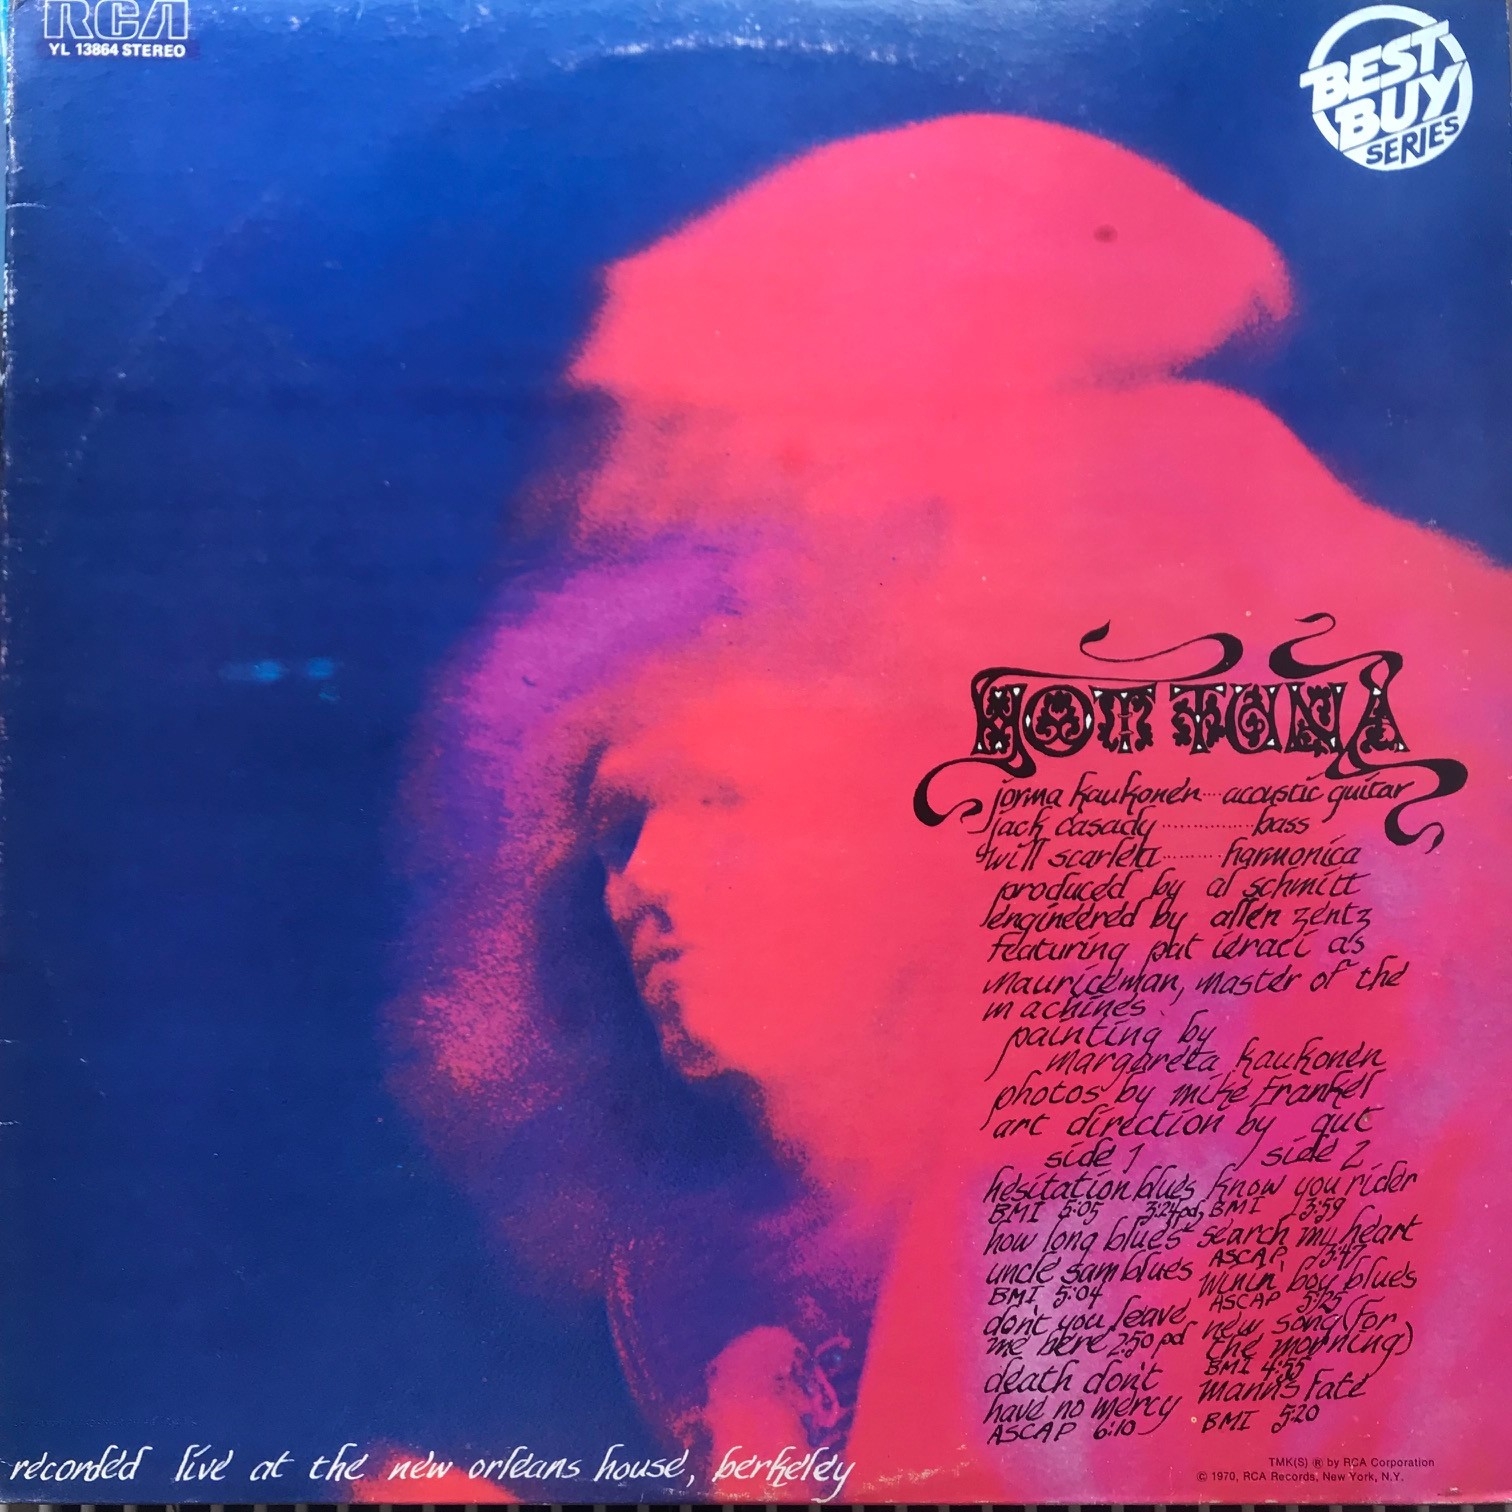 RCA
YL 13864 STEREO
BEST
BUY
SERIES
HOT TUNA
jorma kaukonen....acoustic guitar
jack casady...............bass
will scarlett.........harmonica
produced by al schmitt
engineered by allen zentz
featuring pat ieraci as
mauriceman, master of the
machines
painting by
margareta kaukonen
photos by mike frankel
art direction by gut
side 1 side 2
hesitation blues know you rider
BMI 5:05 3:24pd BMI 3:59
how long blues search my heart
ASCAP 3:47
uncle sam blues winin' boy blues
BMI 5:04 ASCAP 5:25
don't you leave new song (for
me here 2:50 pd the morning)
BMI 4:55
death don't mann's fate
have no mercy
ASCAP 6:10 BMI 5:20
recorded live at the new orleans house, berkeley
TMK(S) ® by RCA Corporation
© 1970, RCA Records, New York, N.Y.